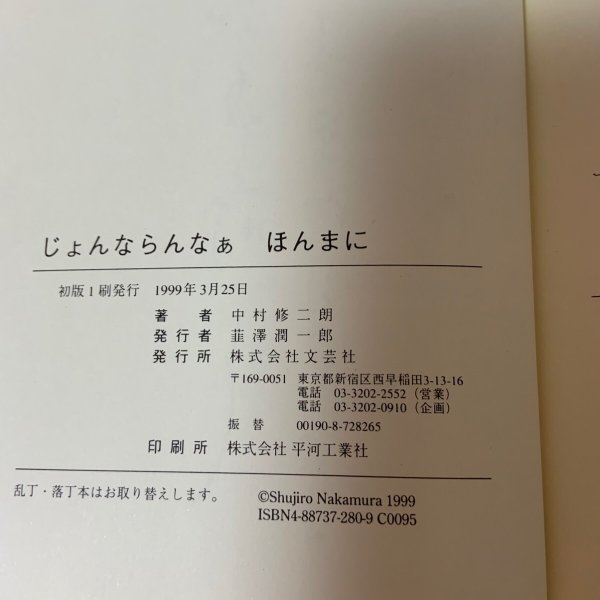 じょんならんなぁ　ほんまに
初版1刷発行　1999年3月25日
著　者　中村修二朗
発行者　韮澤潤一郎
発行所　株式会社文芸社
〒169-0051　東京都新宿区西早稲田3-13-16
電話　03-3202-2552（営業）
電話　03-3202-0910（企画）
振替　00190-8-728265
印刷所　株式会社平河工業社
乱丁・落丁本はお取り替えします。
©Shujiro Nakamura 1999
ISBN4-88737-280-9 C0095